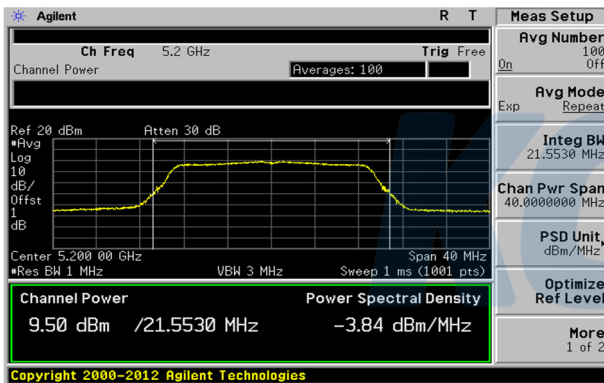 Agilent R T
Ch Freq 5.2 GHz Trig Free
Channel Power Averages: 100
Ref 20 dBm Atten 30 dB
#Avg
Log
10
dB/
Offst
1
dB
Center 5.200 00 GHz Span 40 MHz
#Res BW 1 MHz VBW 3 MHz Sweep 1 ms (1001 pts)
Channel Power Power Spectral Density
9.50 dBm /21.5530 MHz -3.84 dBm/MHz
Copyright 2000-2012 Agilent Technologies
Meas Setup
Avg Number
100
On Off
Avg Mode
Exp Repeat
Integ BW
21.5530 MHz
Chan Pwr Span
40.0000000 MHz
PSD Unit
dBm/MHz
Optimize
Ref Level
More
1 of 2